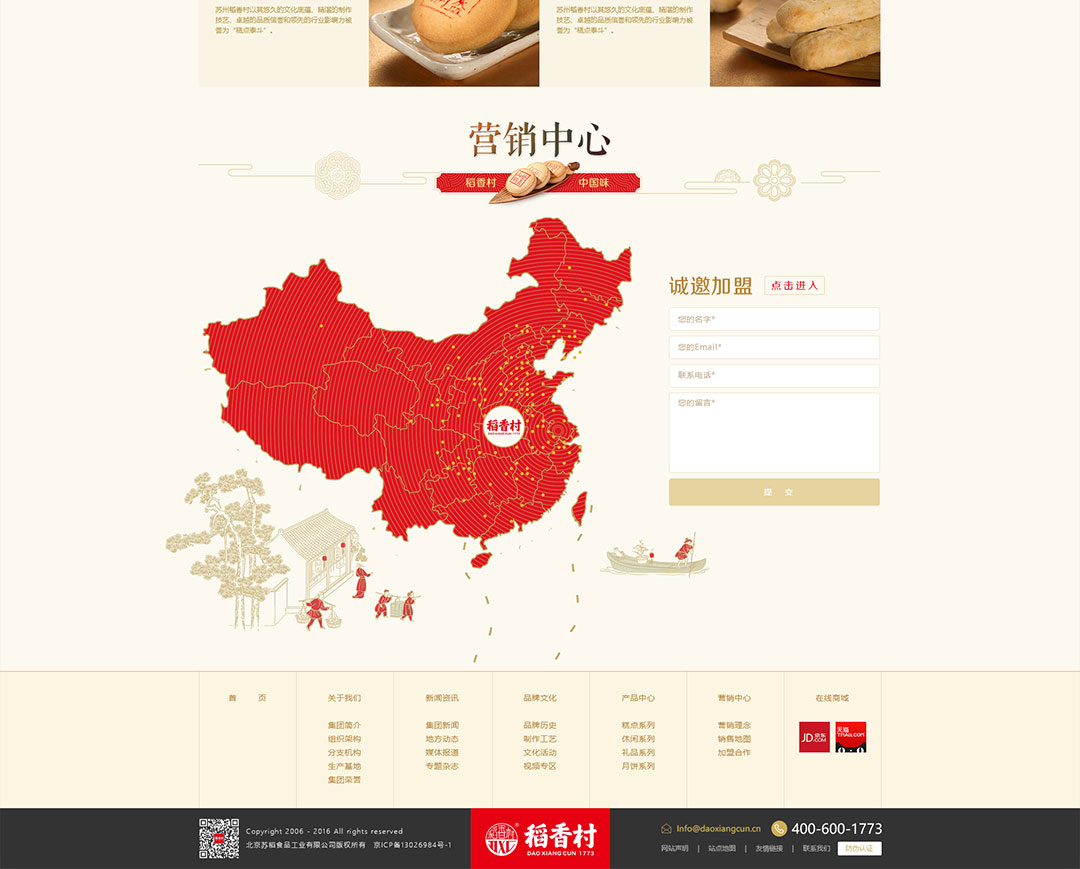 苏州稻香村以其悠久的文化底蕴、精湛的制作
技艺、卓越的品质信誉和领先的行业影响力被
誉为“糕点泰斗”。
苏州稻香村以其悠久的文化底蕴、精湛的制作
技艺、卓越的品质信誉和领先的行业影响力被
誉为“糕点泰斗”。
营销中心
稻香村
中国味
诚邀加盟
点击进入
您的名字*
您的Email*
联系电话*
您的留言*
提 交
稻香村
首 页
关于我们
集团简介
组织架构
分支机构
生产基地
集团荣誉
新闻资讯
集团新闻
地方动态
媒体报道
专题杂志
品牌文化
品牌历史
制作工艺
文化活动
视频专区
产品中心
糕点系列
休闲系列
礼品系列
月饼系列
营销中心
营销理念
销售地图
加盟合作
在线商城
JD 京东
.COM
天猫
TMALL.COM
Copyright 2006 - 2016 All rights reserved
北京苏稻食品工业有限公司版权所有 京ICP备13026984号-1
稻香村
DAO XIANG CUN 1773
Info@daoxiangcun.cn
400-600-1773
网站声明 | 站点地图 | 友情链接 | 联系我们
防伪认证